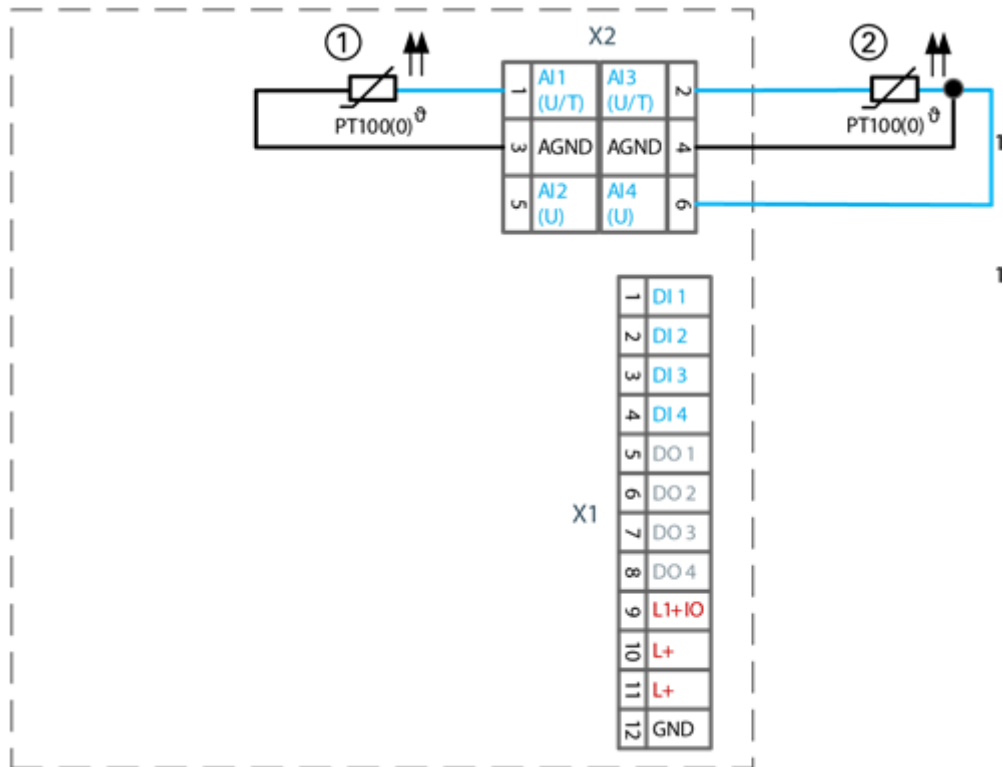 X2
① ②
PT100(0) ϑ
PT100(0) ϑ
1 AI1 (U/T) AI3 (U/T) 2
3 AGND AGND 4
5 AI2 (U) AI4 (U) 6
1
1
X1
1 DI 1
2 DI 2
3 DI 3
4 DI 4
5 DO 1
6 DO 2
7 DO 3
8 DO 4
9 L1+IO
10 L+
11 L+
12 GND